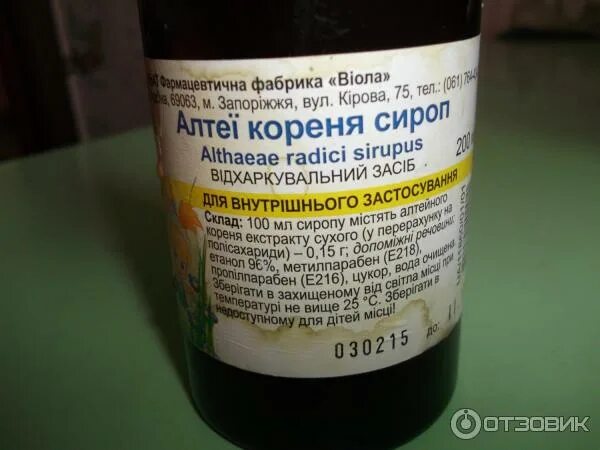 Фармацевтична фабрика «Віола»
69063, м. Запоріжжя, вул. Кірова, 75, тел.: (061)
Алтеї кореня сироп
Althaeae radici sirupus
200
ВІДХАРКУВАЛЬНИЙ ЗАСІБ
ДЛЯ ВНУТРІШНЬОГО ЗАСТОСУВАННЯ
Склад: 100 мл сиропу містять алтейного
кореня екстракту сухого (у перерахунку на
полісахариди) – 0,15 г; допоміжні речовини:
етанол 96%, метилпарабен (Е218),
пропілпарабен (Е216), цукор, вода очищена.
Зберігати в захищеному від світла місці при
температурі не вище 25 °С. Зберігати в
недоступному для дітей місці!
030215
до:
ОТЗОВИК